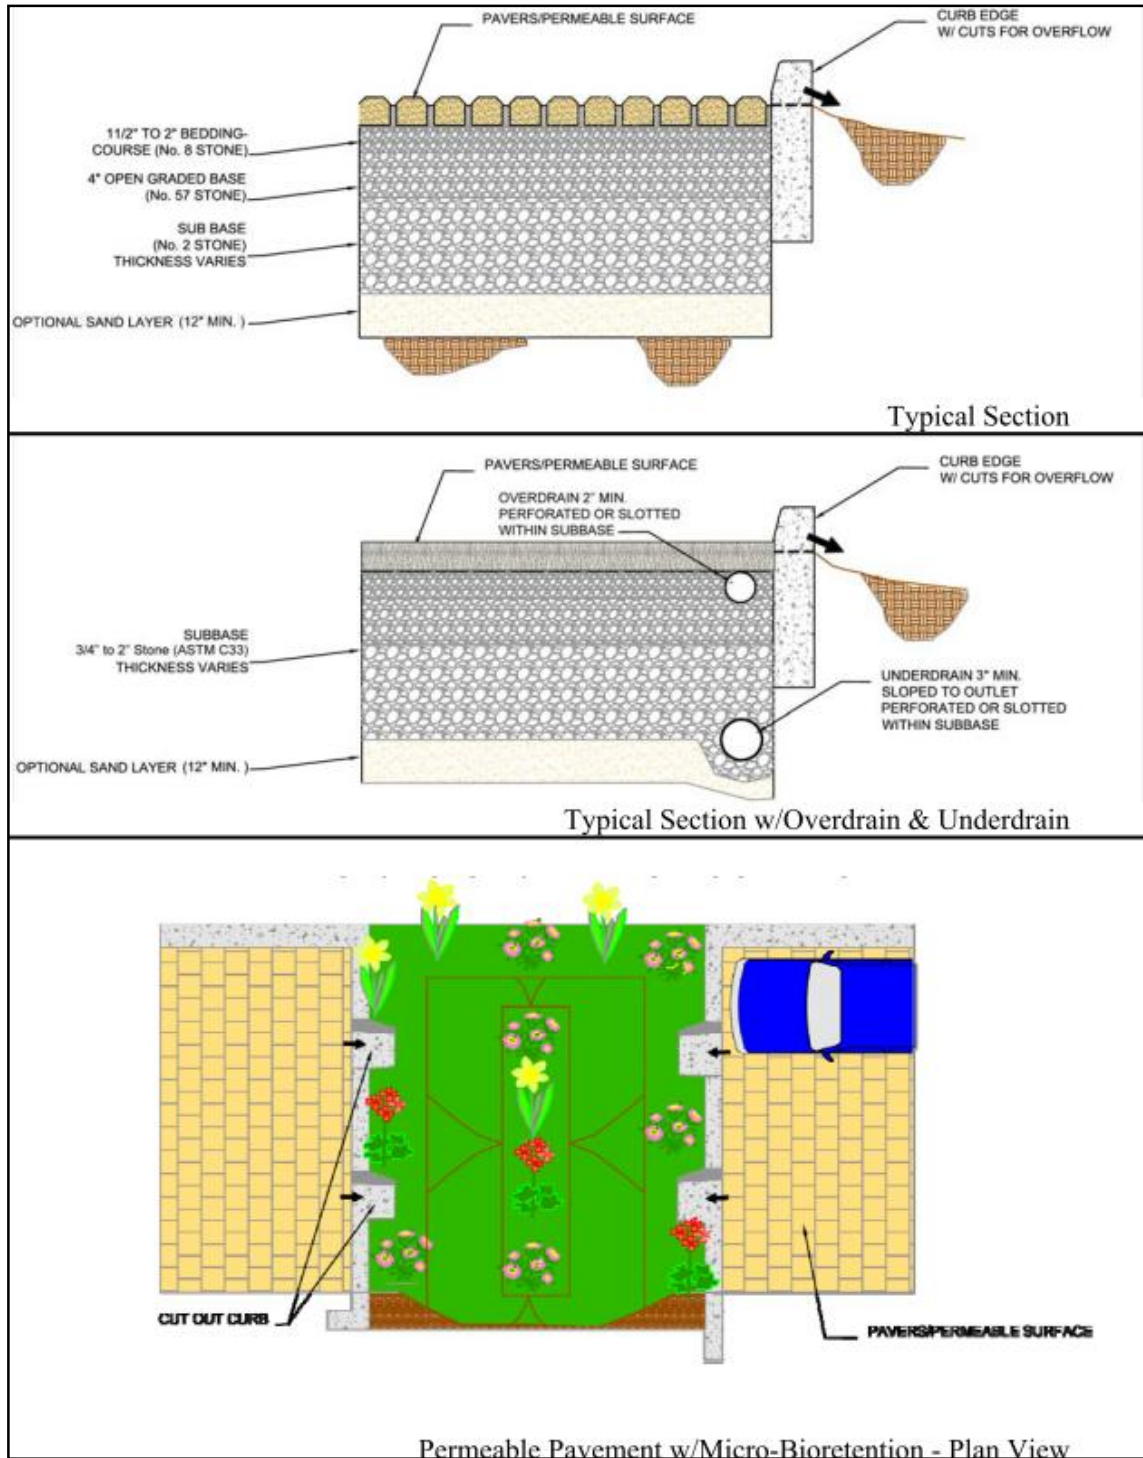 PAVERS/PERMEABLE SURFACE
CURB EDGE
W/ CUTS FOR OVERFLOW
11/2" TO 2" BEDDING-
COURSE (No. 8 STONE)
4" OPEN GRADED BASE
(No. 57 STONE)
SUB BASE
(No. 2 STONE)
THICKNESS VARIES
OPTIONAL SAND LAYER (12" MIN. )
Typical Section
PAVERS/PERMEABLE SURFACE
CURB EDGE
W/ CUTS FOR OVERFLOW
OVERDRAIN 2" MIN.
PERFORATED OR SLOTTED
WITHIN SUBBASE
SUBBASE
3/4" to 2" Stone (ASTM C33)
THICKNESS VARIES
UNDERDRAIN 3" MIN.
SLOPED TO OUTLET
PERFORATED OR SLOTTED
WITHIN SUBBASE
OPTIONAL SAND LAYER (12" MIN. )
Typical Section w/Overdrain & Underdrain
CUT OUT CURB
PAVERS/PERMEABLE SURFACE
Permeable Pavement w/Micro-Bioretention - Plan View